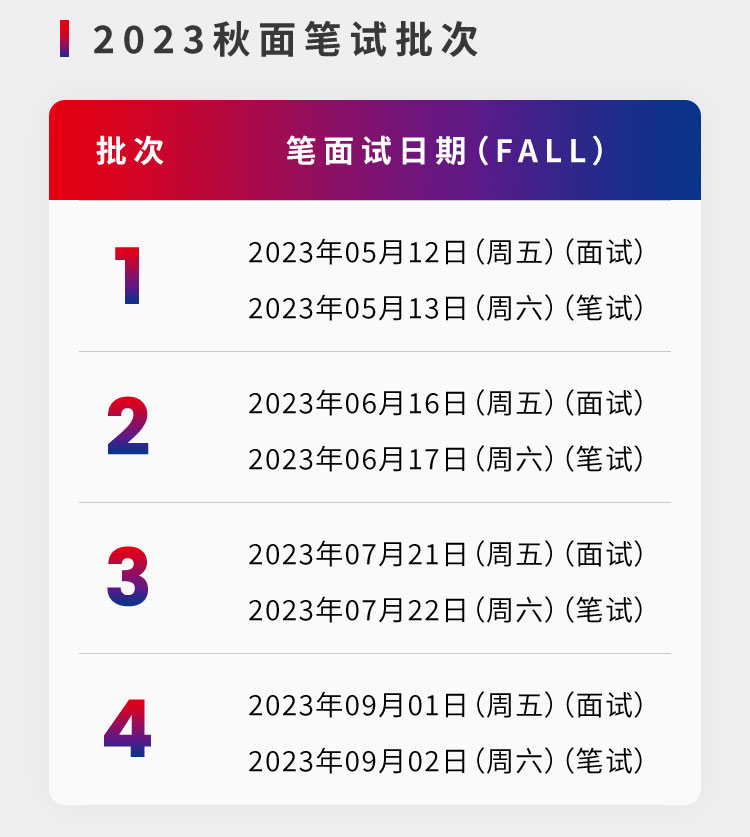 2023秋面笔试批次
批次 笔面试日期（FALL）
1
2023年05月12日（周五）（面试）
2023年05月13日（周六）（笔试）
2
2023年06月16日（周五）（面试）
2023年06月17日（周六）（笔试）
3
2023年07月21日（周五）（面试）
2023年07月22日（周六）（笔试）
4
2023年09月01日（周五）（面试）
2023年09月02日（周六）（笔试）